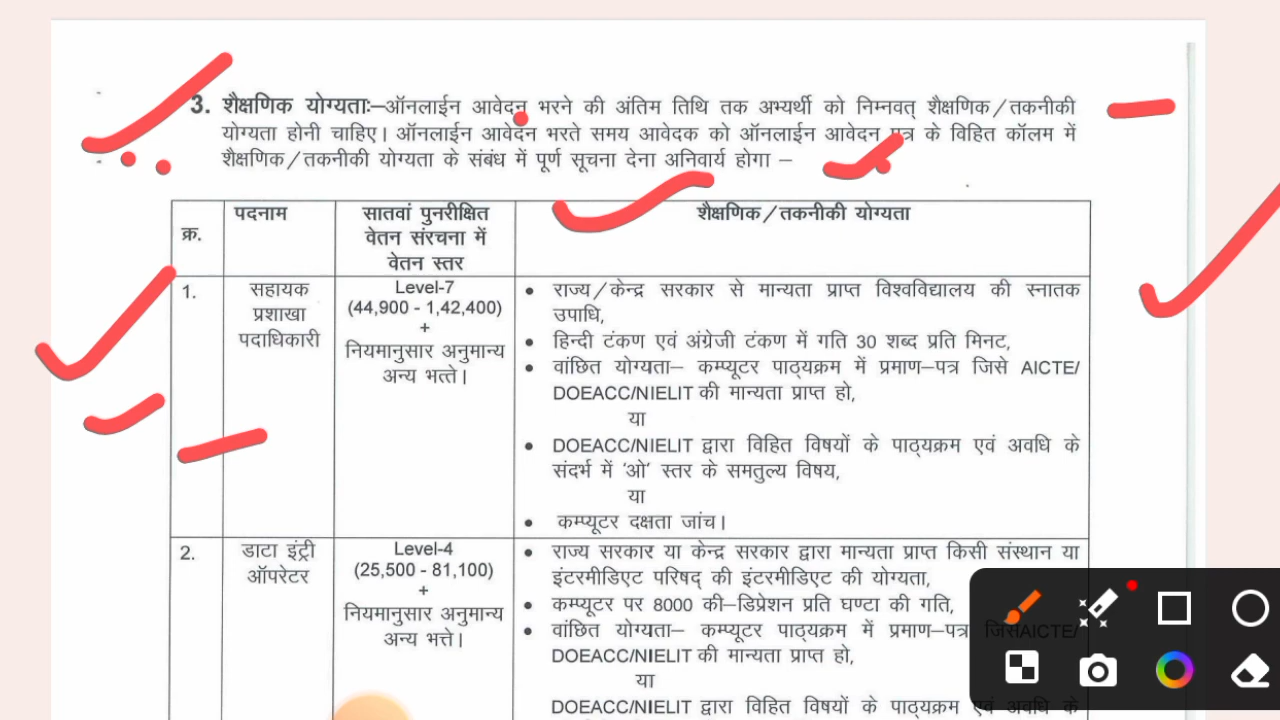 3. शैक्षणिक योग्यताः–ऑनलाईन आवेदन भरने की अंतिम तिथि तक अभ्यर्थी को निम्नवत् शैक्षणिक/तकनीकी
योग्यता होनी चाहिए। ऑनलाईन आवेदन भरते समय आवेदक को ऑनलाईन आवेदन पत्र के विहित कॉलम में
शैक्षणिक/तकनीकी योग्यता के संबंध में पूर्ण सूचना देना अनिवार्य होगा –
क्र.
पदनाम
सातवां पुनरीक्षित
वेतन संरचना में
वेतन स्तर
शैक्षणिक/तकनीकी योग्यता
1.
सहायक
प्रशाखा
पदाधिकारी
Level-7
(44,900 - 1,42,400)
+
नियमानुसार अनुमान्य
अन्य भत्ते।
• राज्य/केन्द्र सरकार से मान्यता प्राप्त विश्वविद्यालय की स्नातक
उपाधि,
• हिन्दी टंकण एवं अंग्रेजी टंकण में गति 30 शब्द प्रति मिनट,
• वांछित योग्यता– कम्प्यूटर पाठ्यक्रम में प्रमाण–पत्र जिसे AICTE/
DOEACC/NIELIT की मान्यता प्राप्त हो,
या
• DOEACC/NIELIT द्वारा विहित विषयों के पाठ्यक्रम एवं अवधि के
संदर्भ में 'ओ' स्तर के समतुल्य विषय,
या
• कम्प्यूटर दक्षता जांच।
2.
डाटा इंट्री
ऑपरेटर
Level-4
(25,500 - 81,100)
+
नियमानुसार अनुमान्य
अन्य भत्ते।
• राज्य सरकार या केन्द्र सरकार द्वारा मान्यता प्राप्त किसी संस्थान या
इंटरमीडिएट परिषद् की इंटरमीडिएट की योग्यता,
• कम्प्यूटर पर 8000 की–डिप्रेशन प्रति घण्टा की गति,
• वांछित योग्यता– कम्प्यूटर पाठ्यक्रम में प्रमाण–पत्र जिसेAICTE/
DOEACC/NIELIT की मान्यता प्राप्त हो,
या
DOEACC/NIELIT द्वारा विहित विषयों के पाठ्यक्रम एवं अवधि के